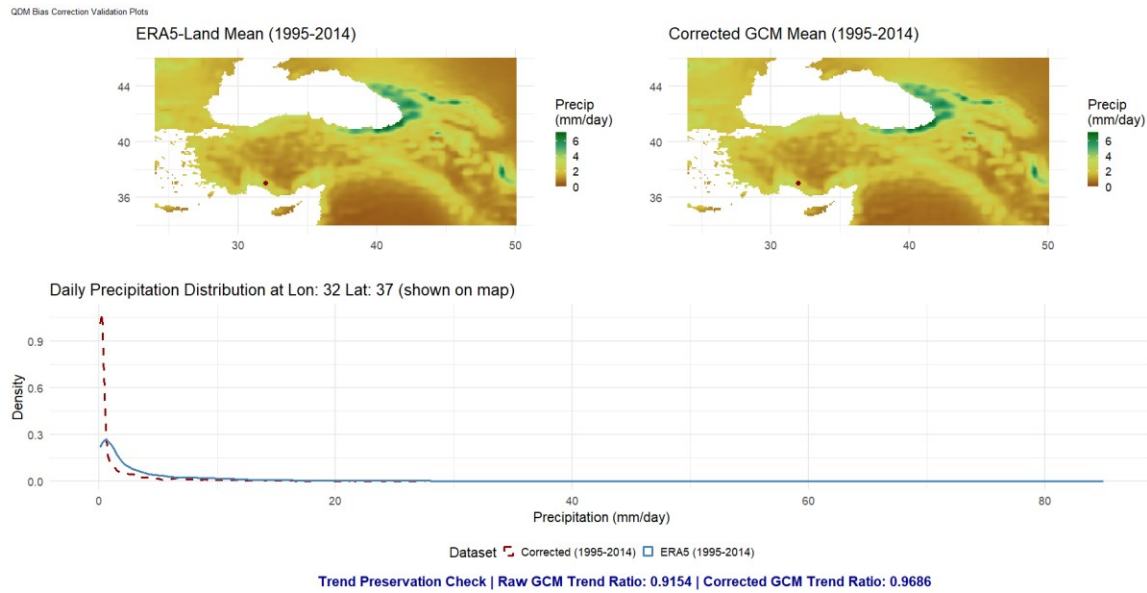 QDM Bias Correction Validation Plots
ERA5-Land Mean (1995-2014)
44
40
36
30
40
50
Precip
(mm/day)
6
4
2
0
Corrected GCM Mean (1995-2014)
44
40
36
30
40
50
Precip
(mm/day)
6
4
2
0
Daily Precipitation Distribution at Lon: 32 Lat: 37 (shown on map)
Density
0.9
0.6
0.3
0.0
0
20
40
60
80
Precipitation (mm/day)
Dataset Corrected (1995-2014) ERA5 (1995-2014)
Trend Preservation Check | Raw GCM Trend Ratio: 0.9154 | Corrected GCM Trend Ratio: 0.9686